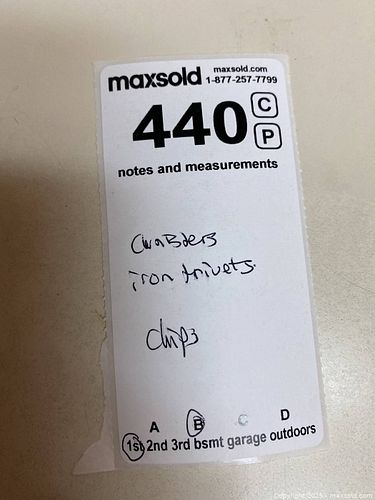 maxsold maxsold.com
1-877-257-7799
440 C
P
notes and measurements
iron trivets
chips
A B C D
1st 2nd 3rd bsmt garage outdoors